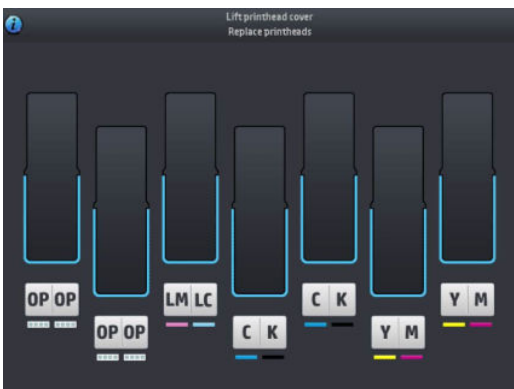 i
Lift printhead cover
Replace printheads
OP OP
OP OP
LM LC
C K
C K
Y M
Y M